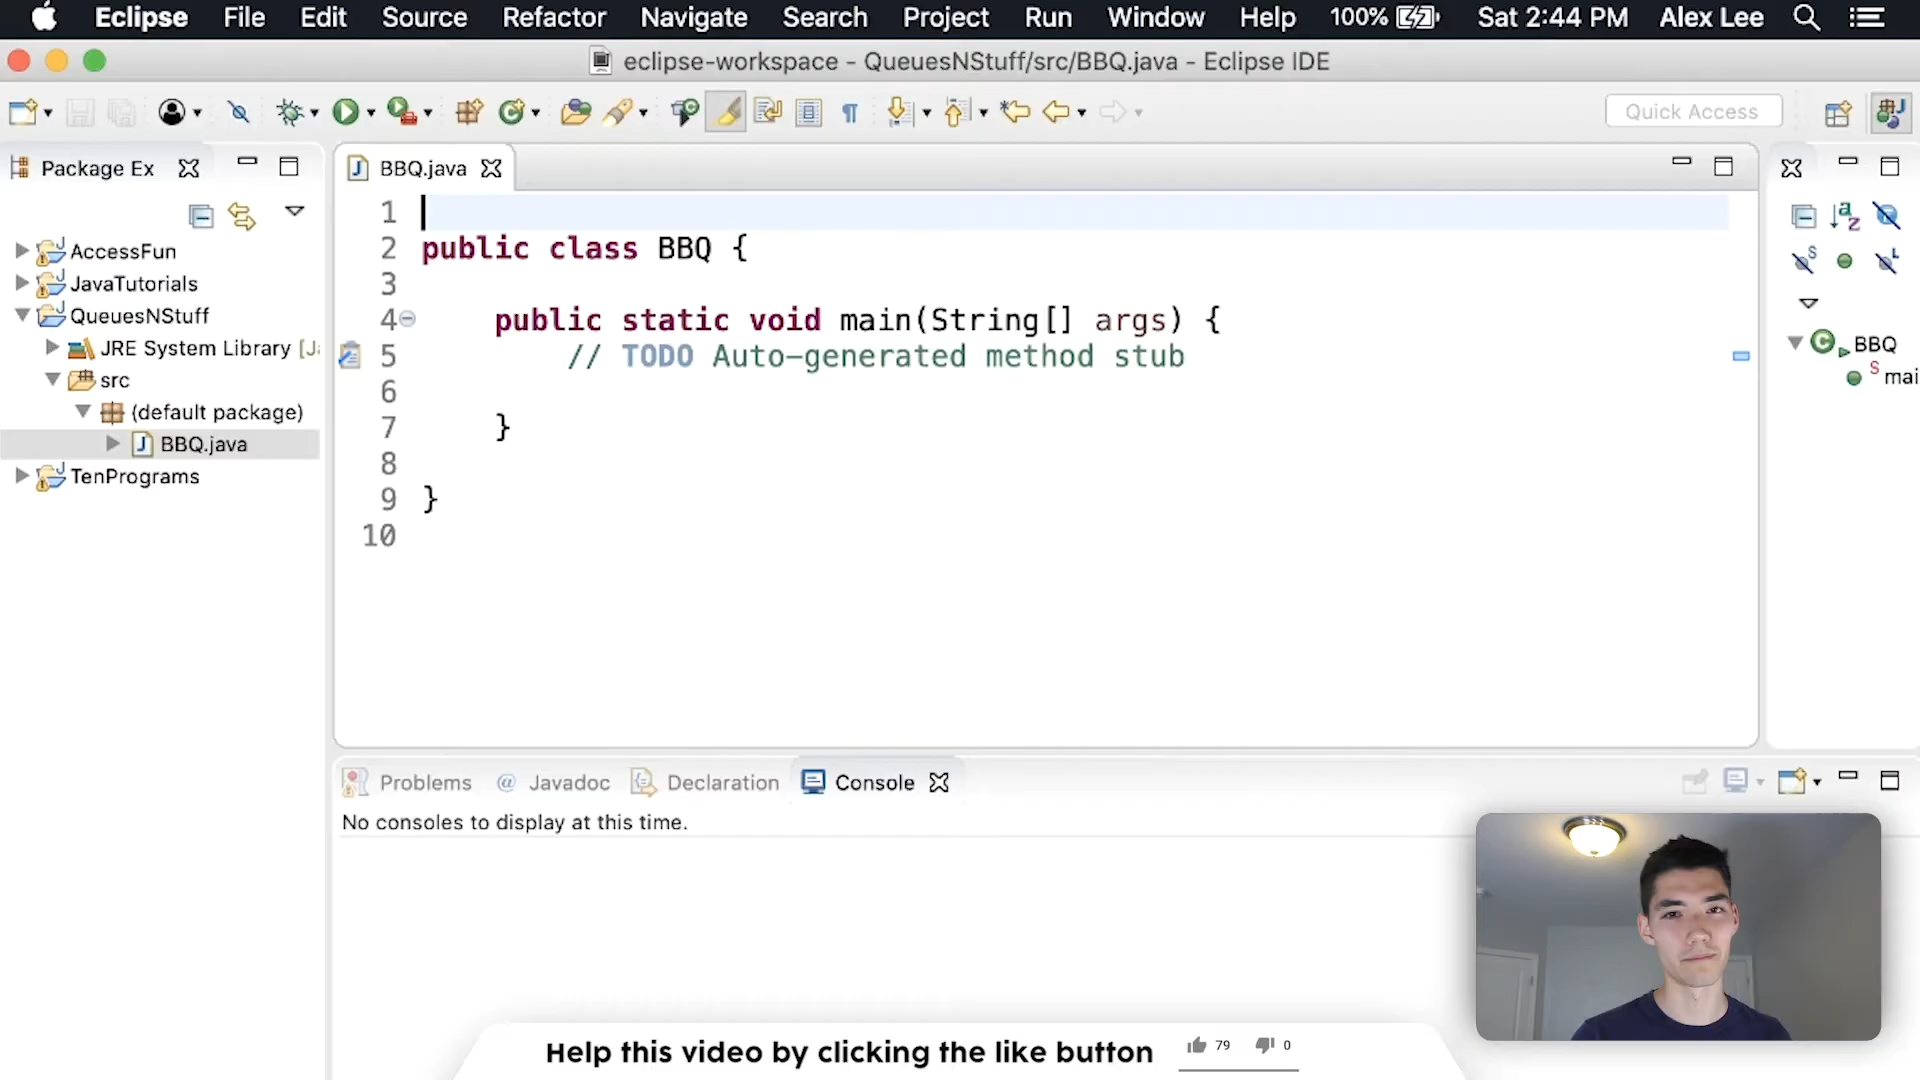 Eclipse File Edit Source Refactor Navigate Search Project Run Window Help 100% Sat 2:44 PM Alex Lee
eclipse-workspace - QueuesNStuff/src/BBQ.java - Eclipse IDE
Quick Access
Package Ex
AccessFun
JavaTutorials
QueuesNStuff
JRE System Library [Ja
src
(default package)
BBQ.java
TenPrograms
BBQ.java
1
2 public class BBQ {
3
4 public static void main(String[] args) {
5 // TODO Auto-generated method stub
6
7 }
8
9 }
10
BBQ
mai
Problems @ Javadoc Declaration Console
No consoles to display at this time.
Help this video by clicking the like button 79 0